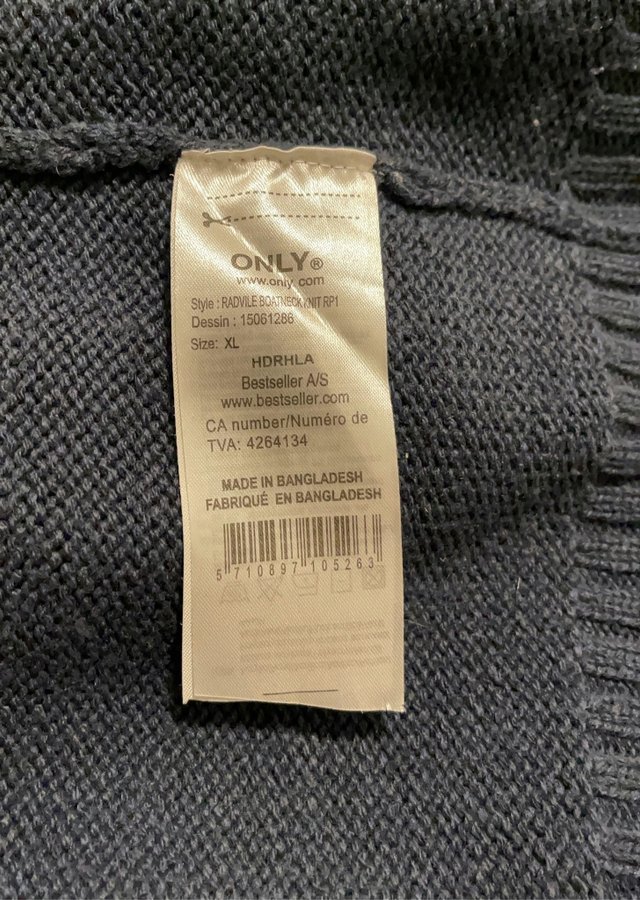 ONLY®
www.only.com
Style : RADVILE BOATNECK KNIT RP1
Dessin : 15061286
Size: XL
HDRHLA
Bestseller A/S
www.bestseller.com
CA number/Numéro de
TVA: 4264134
MADE IN BANGLADESH
FABRIQUÉ EN BANGLADESH
5 710897 105263